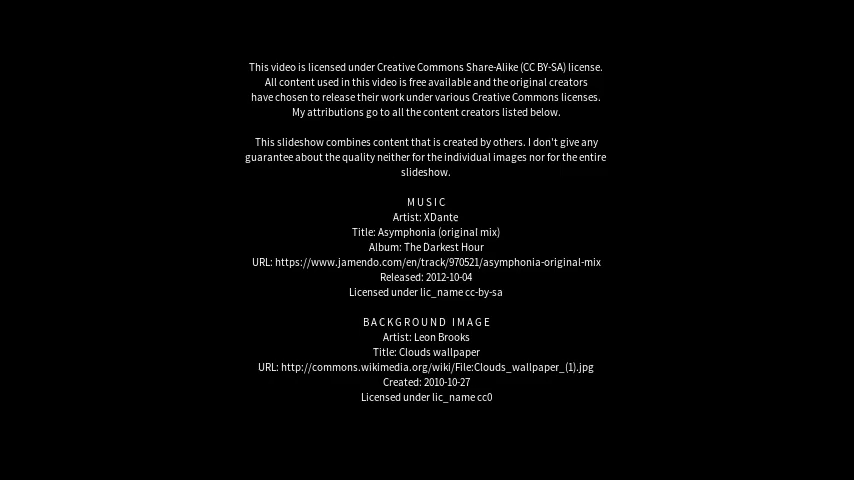 This video is licensed under Creative Commons Share-Alike (CC BY-SA) license.
All content used in this video is free available and the original creators
have chosen to release their work under various Creative Commons licenses.
My attributions go to all the content creators listed below.
This slideshow combines content that is created by others. I don't give any
guarantee about the quality neither for the individual images nor for the entire
slideshow.
MUSIC
Artist: XDante
Title: Asymphonia (original mix)
Album: The Darkest Hour
URL: https://www.jamendo.com/en/track/970521/asymphonia-original-mix
Released: 2012-10-04
Licensed under lic_name cc-by-sa
BACKGROUND IMAGE
Artist: Leon Brooks
Title: Clouds wallpaper
URL: http://commons.wikimedia.org/wiki/File:Clouds_wallpaper_(1).jpg
Created: 2010-10-27
Licensed under lic_name cc0